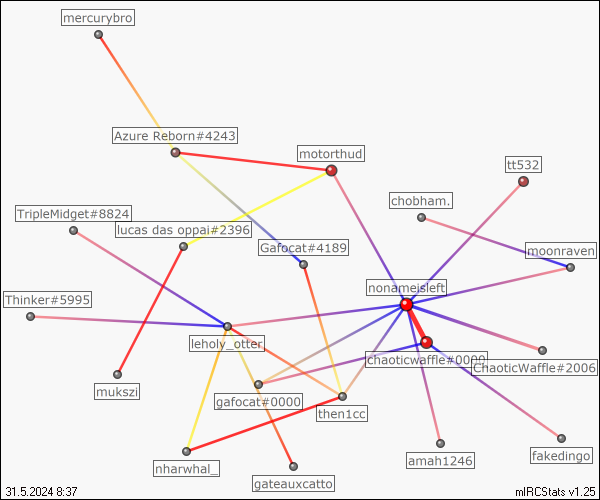 mercurybro
Azure Reborn#4243
motorthud
tt532
chobham.
TripleMidget#8824
lucas das oppai#2396
Gafocat#4189
moonraven
nonameisleft
Thinker#5995
leholy_otter
chaoticwaffle#0000
ChaoticWaffle#2006
mukszi
gafocat#0000
then1cc
nharwhal_
amah1246
fakedingo
gateauxcatto
31.5.2024 8:37
mIRCStats v1.25